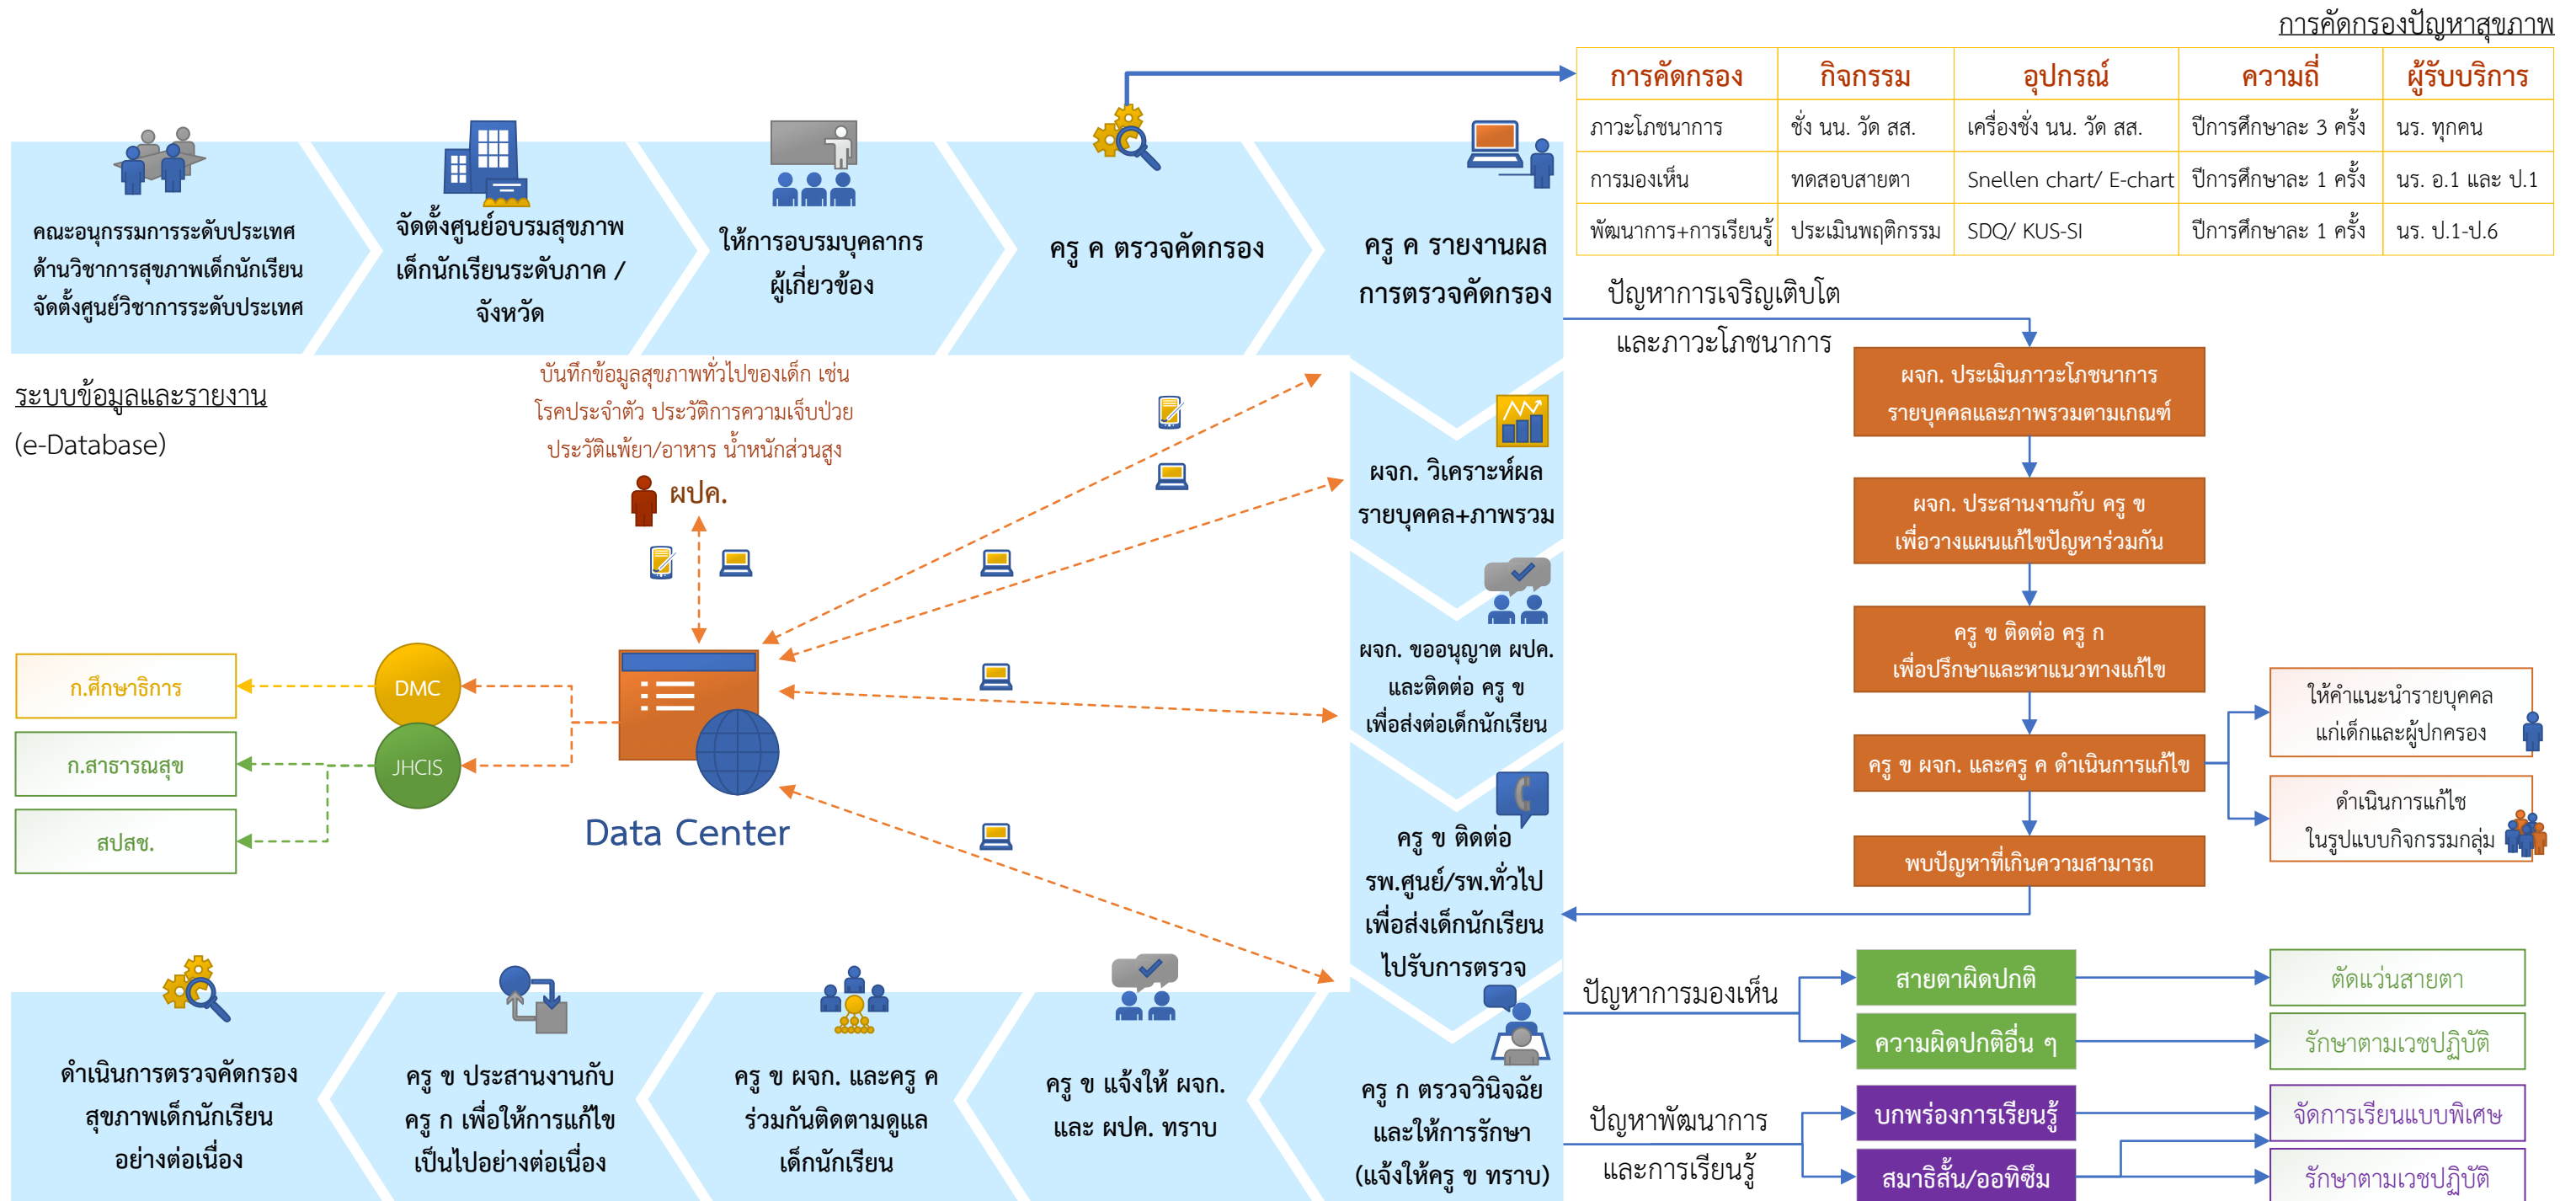 การคัดกรองปัญหาสุขภาพ
การคัดกรอง กิจกรรม อุปกรณ์ ความถี่ ผู้รับบริการ
ภาวะโภชนาการ ชั่ง นน. วัด สส. เครื่องชั่ง นน. วัด สส. ปีการศึกษาละ 3 ครั้ง นร. ทุกคน
การมองเห็น ทดสอบสายตา Snellen chart/ E-chart ปีการศึกษาละ 1 ครั้ง นร. อ.1 และ ป.1
พัฒนาการ+การเรียนรู้ ประเมินพฤติกรรม SDQ/ KUS-SI ปีการศึกษาละ 1 ครั้ง นร. ป.1-ป.6
คณะอนุกรรมการระดับประเทศ
ด้านวิชาการสุขภาพเด็กนักเรียน
จัดตั้งศูนย์วิชาการระดับประเทศ
จัดตั้งศูนย์อบรมสุขภาพ
เด็กนักเรียนระดับภาค /
จังหวัด
ให้การอบรมบุคลากร
ผู้เกี่ยวข้อง
ครู ค ตรวจคัดกรอง
ครู ค รายงานผล
การตรวจคัดกรอง
ปัญหาการเจริญเติบโต
และภาวะโภชนาการ
ระบบข้อมูลและรายงาน
(e-Database)
บันทึกข้อมูลสุขภาพทั่วไปของเด็ก เช่น
โรคประจำตัว ประวัติการความเจ็บป่วย
ประวัติแพ้ยา/อาหาร น้ำหนักส่วนสูง
ผปค.
ผจก. วิเคราะห์ผล
รายบุคคล+ภาพรวม
ผจก. ขออนุญาต ผปค.
และติดต่อ ครู ข
เพื่อส่งต่อเด็กนักเรียน
ครู ข ติดต่อ
รพ.ศูนย์/รพ.ทั่วไป
เพื่อส่งเด็กนักเรียน
ไปรับการตรวจ
ผจก. ประเมินภาวะโภชนาการ
รายบุคคลและภาพรวมตามเกณฑ์
ผจก. ประสานงานกับ ครู ข
เพื่อวางแผนแก้ไขปัญหาร่วมกัน
ครู ข ติดต่อ ครู ก
เพื่อปรึกษาและหาแนวทางแก้ไข
ครู ข ผจก. และครู ค ดำเนินการแก้ไข
พบปัญหาที่เกินความสามารถ
ให้คำแนะนำรายบุคคล
แก่เด็กและผู้ปกครอง
ดำเนินการแก้ไช
ในรูปแบบกิจกรรมกลุ่ม
ก.ศึกษาธิการ
DMC
ก.สาธารณสุข
JHCIS
สปสช.
Data Center
ดำเนินการตรวจคัดกรอง
สุขภาพเด็กนักเรียน
อย่างต่อเนื่อง
ครู ข ประสานงานกับ
ครู ก เพื่อให้การแก้ไข
เป็นไปอย่างต่อเนื่อง
ครู ข ผจก. และครู ค
ร่วมกันติดตามดูแล
เด็กนักเรียน
ครู ข แจ้งให้ ผจก.
และ ผปค. ทราบ
ครู ก ตรวจวินิจฉัย
และให้การรักษา
(แจ้งให้ครู ข ทราบ)
ปัญหาการมองเห็น
สายตาผิดปกติ
ตัดแว่นสายตา
ความผิดปกติอื่น ๆ
รักษาตามเวชปฏิบัติ
ปัญหาพัฒนาการ
และการเรียนรู้
บกพร่องการเรียนรู้
จัดการเรียนแบบพิเศษ
สมาธิสั้น/ออทิซึม
รักษาตามเวชปฏิบัติ